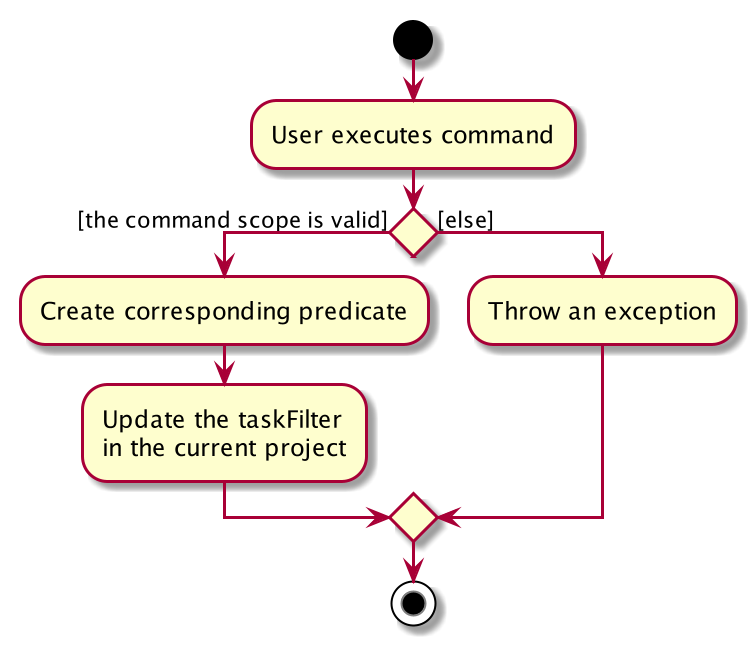 User executes command
[the command scope is valid]
[else]
Create corresponding predicate
Throw an exception
Update the taskFilter
in the current project